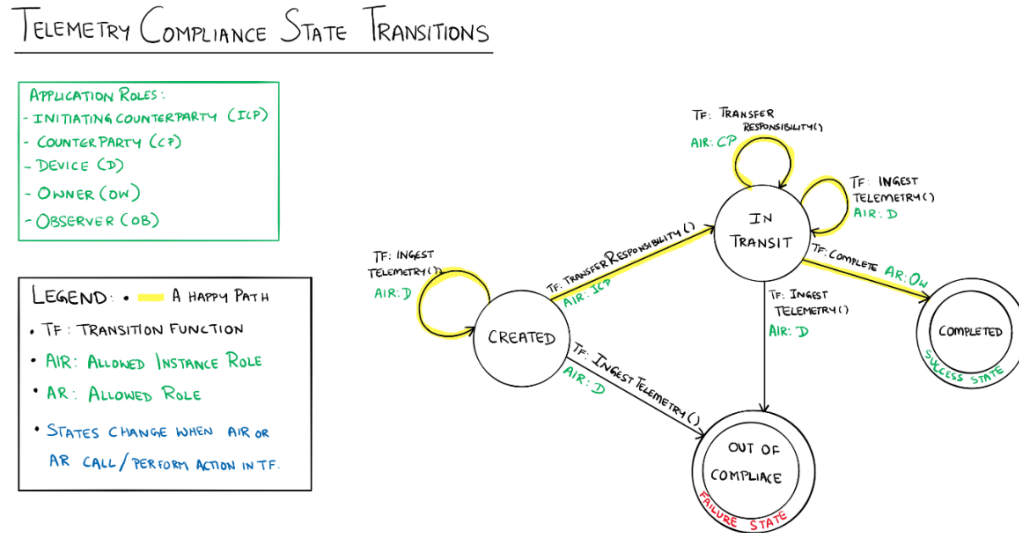 TELEMETRY COMPLIANCE STATE TRANSITIONS
APPLICATION ROLES:
- INITIATING COUNTERPARTY (ICP)
- COUNTERPARTY (CP)
- DEVICE (D)
- OWNER (OW)
- OBSERVER (OB)
LEGEND: • A HAPPY PATH
• TF: TRANSITION FUNCTION
• AIR: ALLOWED INSTANCE ROLE
• AR: ALLOWED ROLE
• STATES CHANGE WHEN AIR OR
AR CALL/PERFORM ACTION IN TF.
TF: TRANSFER
RESPONSIBILITY()
AIR: CP
TF: INGEST
TELEMETRY()
AIR: D
IN
TRANSIT
TF: INGEST
TELEMETRY()
AIR: D
TF: TRANSFER RESPONSIBILITY()
AIR: ICP
TF: COMPLETE AR: OW
CREATED
TF: INGEST
TELEMETRY()
AIR: D
COMPLETED
SUCCESS STATE
TF: INGEST TELEMETRY()
AIR: D
OUT OF
COMPLIACE
FAILURE STATE